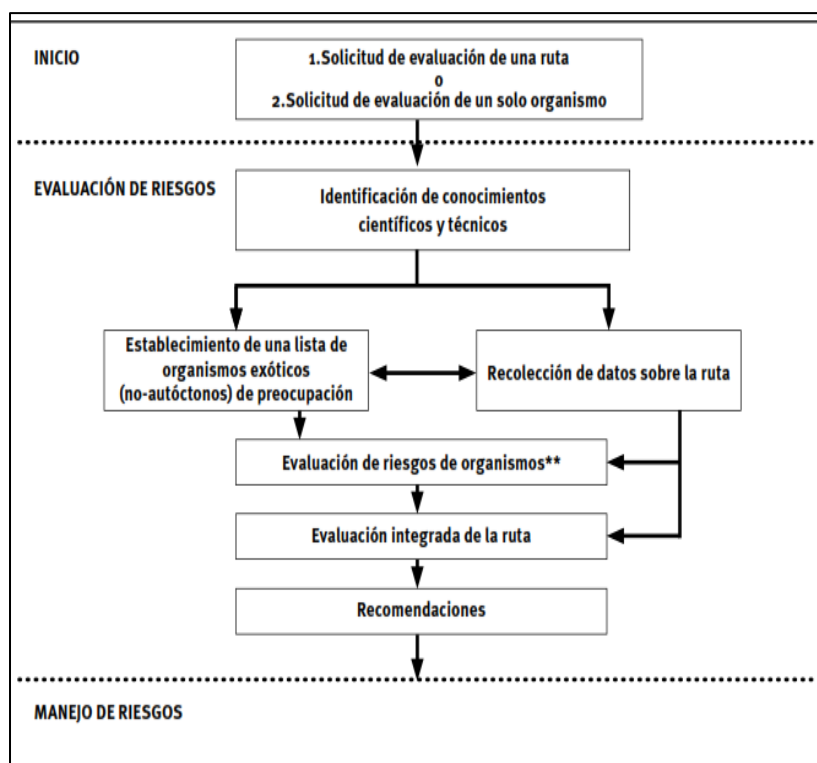 INICIO
1.Solicitud de evaluación de una ruta
o
2.Solicitud de evaluación de un solo organismo
EVALUACIÓN DE RIESGOS
Identificación de conocimientos
científicos y técnicos
Establecimiento de una lista de
organismos exóticos
(no-autóctonos) de preocupación
Recolección de datos sobre la ruta
Evaluación de riesgos de organismos**
Evaluación integrada de la ruta
Recomendaciones
MANEJO DE RIESGOS